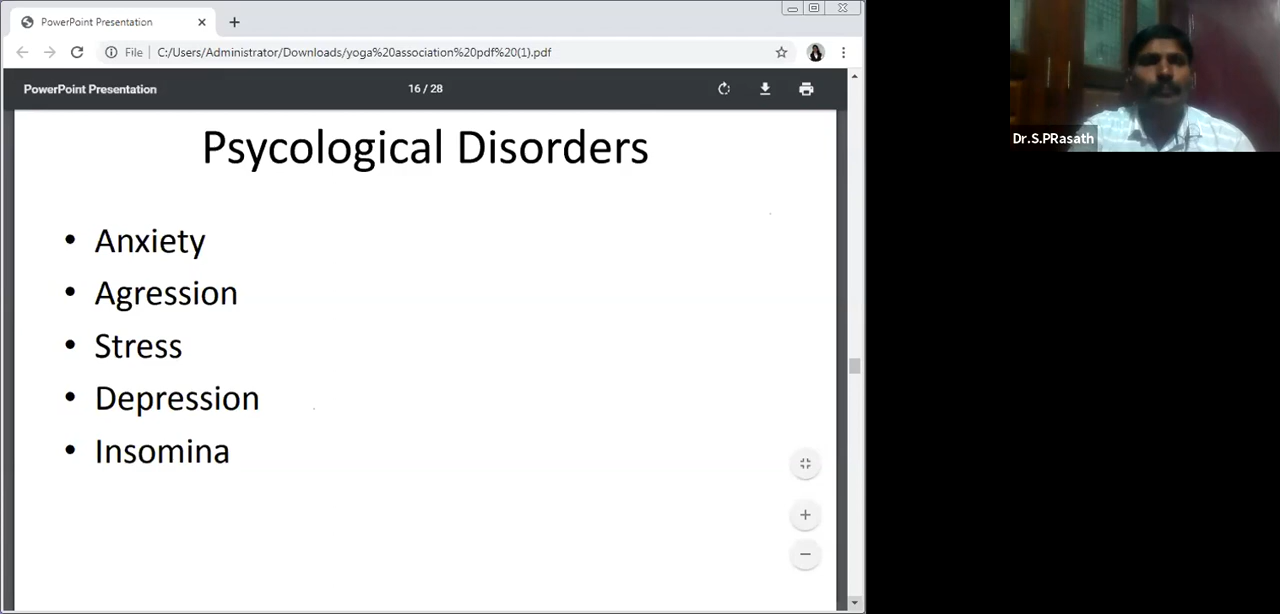 PowerPoint Presentation
File
C:/Users/Administrator/Downloads/yoga%20association%20pdf%20(1).pdf
PowerPoint Presentation
16 / 28
Psycological Disorders
• Anxiety
• Agression
• Stress
• Depression
• Insomina
Dr.S.PRasath